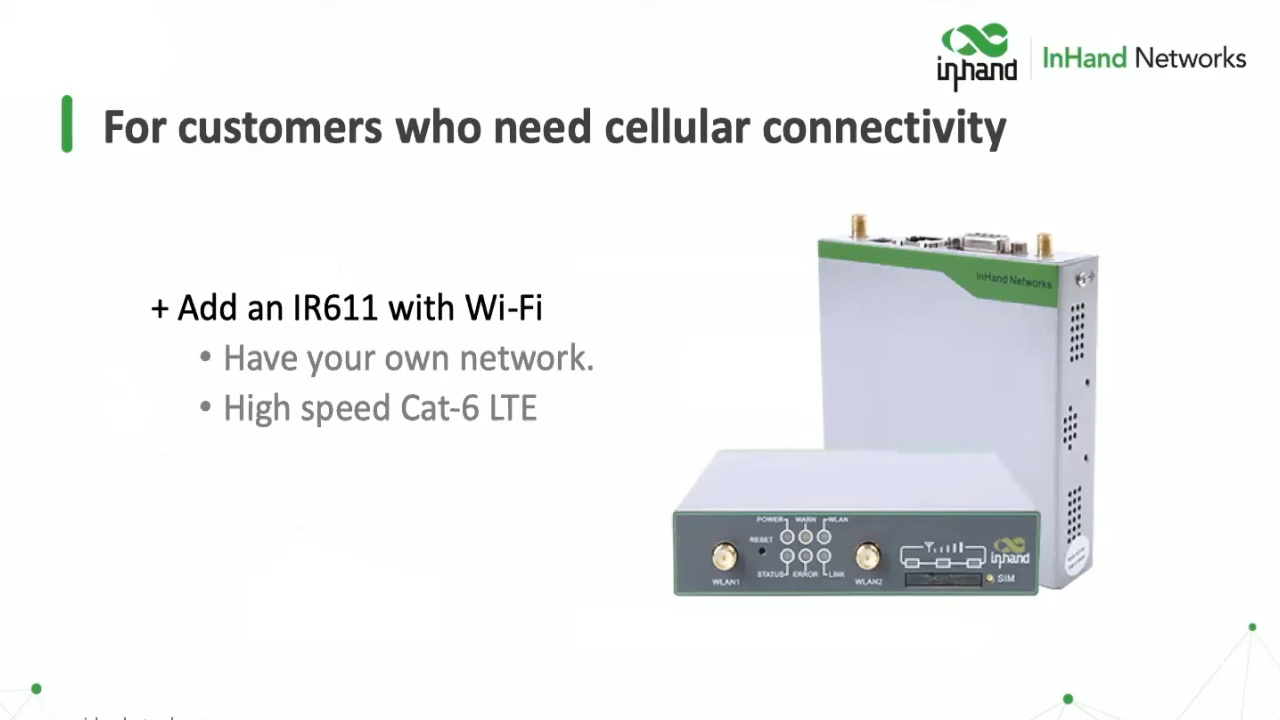 inhand
InHand Networks
For customers who need cellular connectivity
+ Add an IR611 with Wi-Fi
• Have your own network.
• High speed Cat-6 LTE
InHand Networks
POWER WARN WLAN
RESET
STATUS ERROR LINK
WLAN1
WLAN2
inhand
SIM